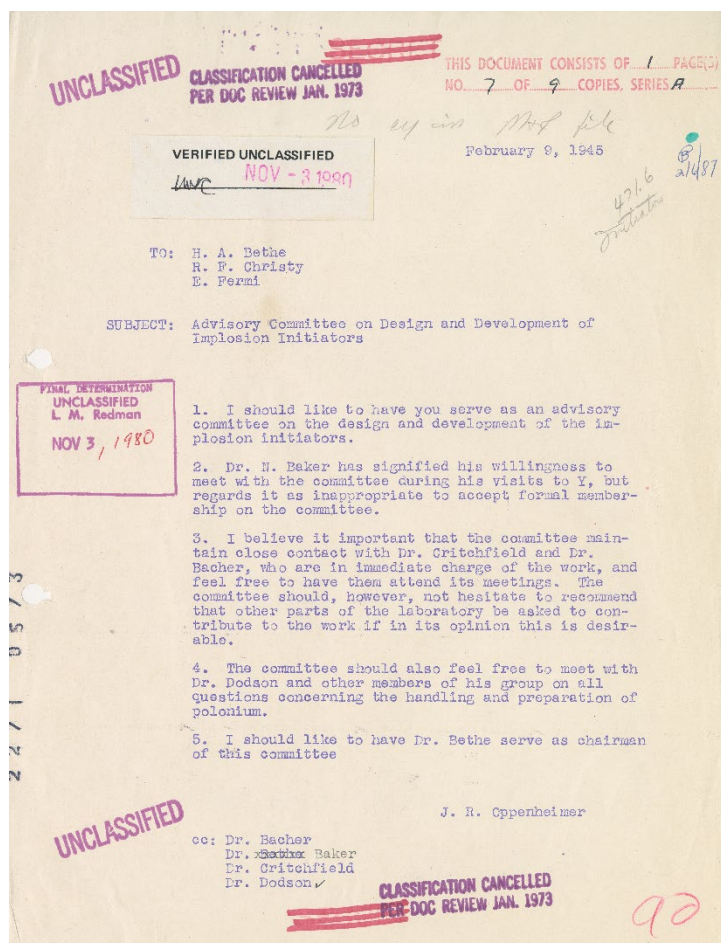 UNCLASSIFIED
CLASSIFICATION CANCELLED
PER DOC REVIEW JAN. 1973
THIS DOCUMENT CONSISTS OF 1 PAGE(S)
NO. 7 OF 9 COPIES, SERIES A
No cy in M&R file
VERIFIED UNCLASSIFIED
NOV - 3 1980
February 9, 1945
2/4/87
471.6
Initiators
TO: H. A. Bethe
R. F. Christy
E. Fermi
SUBJECT: Advisory Committee on Design and Development of
Implosion Initiators
FINAL DETERMINATION
UNCLASSIFIED
L. M. Redman
NOV 3, 1980
1. I should like to have you serve as an advisory
committee on the design and development of the im-
plosion initiators.
2. Dr. N. Baker has signified his willingness to
meet with the committee during his visits to Y, but
regards it as inappropriate to accept formal member-
ship on the committee.
3. I believe it important that the committee main-
tain close contact with Dr. Critchfield and Dr.
Bacher, who are in immediate charge of the work, and
feel free to have them attend its meetings. The
committee should, however, not hesitate to recommend
that other parts of the laboratory be asked to con-
tribute to the work if in its opinion this is desir-
able.
4. The committee should also feel free to meet with
Dr. Dodson and other members of his group on all
questions concerning the handling and preparation of
polonium.
5. I should like to have Dr. Bethe serve as chairman
of this committee
J. R. Oppenheimer
UNCLASSIFIED
cc: Dr. Bacher
Dr. Baker
Dr. Critchfield
Dr. Dodson
CLASSIFICATION CANCELLED
PER DOC REVIEW JAN. 1973
90